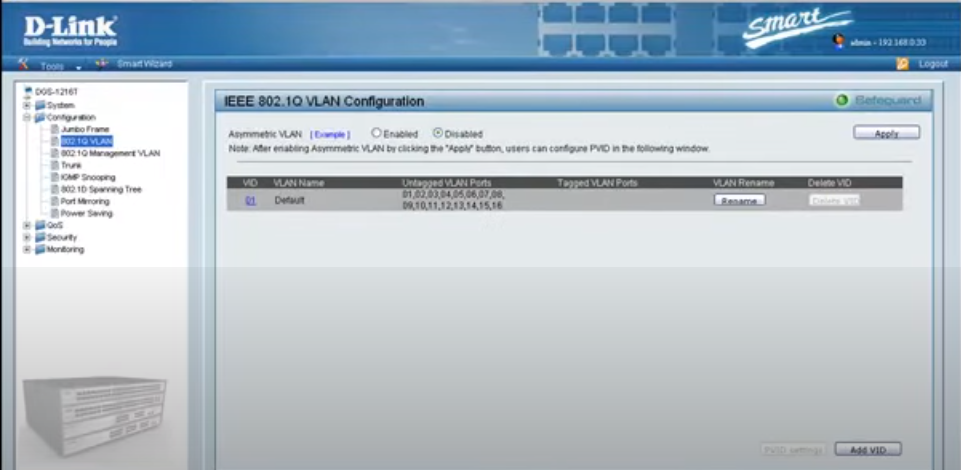 D-Link
Building Networks for People
Smart
admin - 192.168.0.33
Tools
Smart Wizard
Logout
DGS-1216T
System
Configuration
Jumbo Frame
802.1Q VLAN
802.1Q Management VLAN
Trunk
IGMP Snooping
802.1D Spanning Tree
Port Mirroring
Power Saving
QoS
Security
Monitoring
IEEE 802.1Q VLAN Configuration
Safeguard
Asymmetric VLAN [Example] Enabled Disabled
Apply
Note: After enabling Asymmetric VLAN by clicking the "Apply" button, users can configure PVID in the following window.
VID VLAN Name Untagged VLAN Ports Tagged VLAN Ports VLAN Rename Delete VID
01 Default 01,02,03,04,05,06,07,08,
09,10,11,12,13,14,15,16
Rename
Delete VID
PVID settings
Add VID